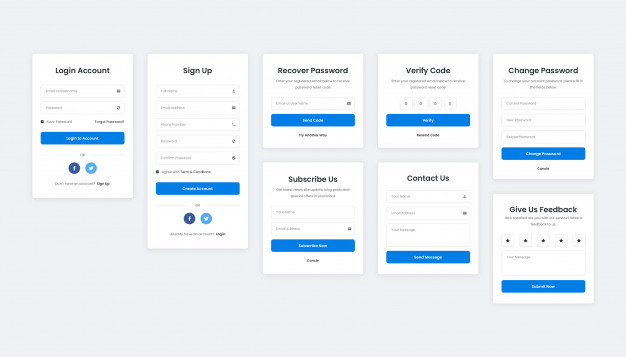 Login Account
Email or Username
Password
Save Password
Forgot Password?
Login to Account
OR
Don't have an account? Sign Up
Sign Up
Full Name
Email Address
Phone Number
Password
Confirm Password
I agree with Term & Conditions
Create Account
OR
Already have an account? Login
Recover Password
Enter your registered email below to receive
password reset code
Email or Username
Send Code
Try Another Way
Verify Code
Enter your registered email below to receive
password reset code
Verify
Resend Code
Change Password
To change your account password, please fill in
the fields below.
Current Password
New Password
Retype Password
Change Password
Cancle
Subscribe Us
Get latest news, dev updates, blog posts and
special offers in your inbox
Your Name
Email Address
Subscribe Now
Cancle
Contact Us
Your Name
Email Address
Your Message
Send Message
Give Us Feedback
How satisfied are you with our service? Write a
feedback to us
Your Message
Submit Now